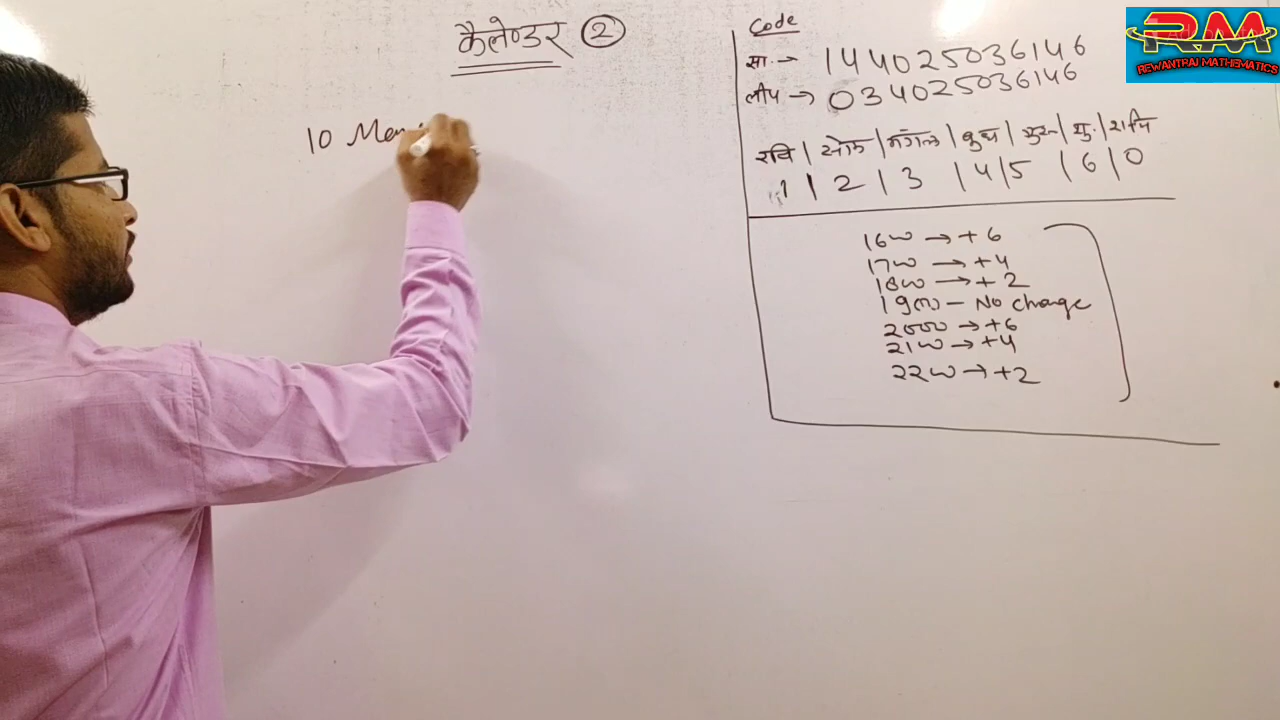 कैलेण्डर 2
10 Mar
Code
सा. → 144025036146
लीप → 034025036146
रवि | सोम | मंगल | बुध | गुरू | शु. | शनि
1 | 2 | 3 | 4 | 5 | 6 | 0
1600 → +6
1700 → +4
1800 → +2
1900 – No change
2000 → +6
2100 → +4
2200 → +2
RM
REWANTRAJ MATHEMATICS